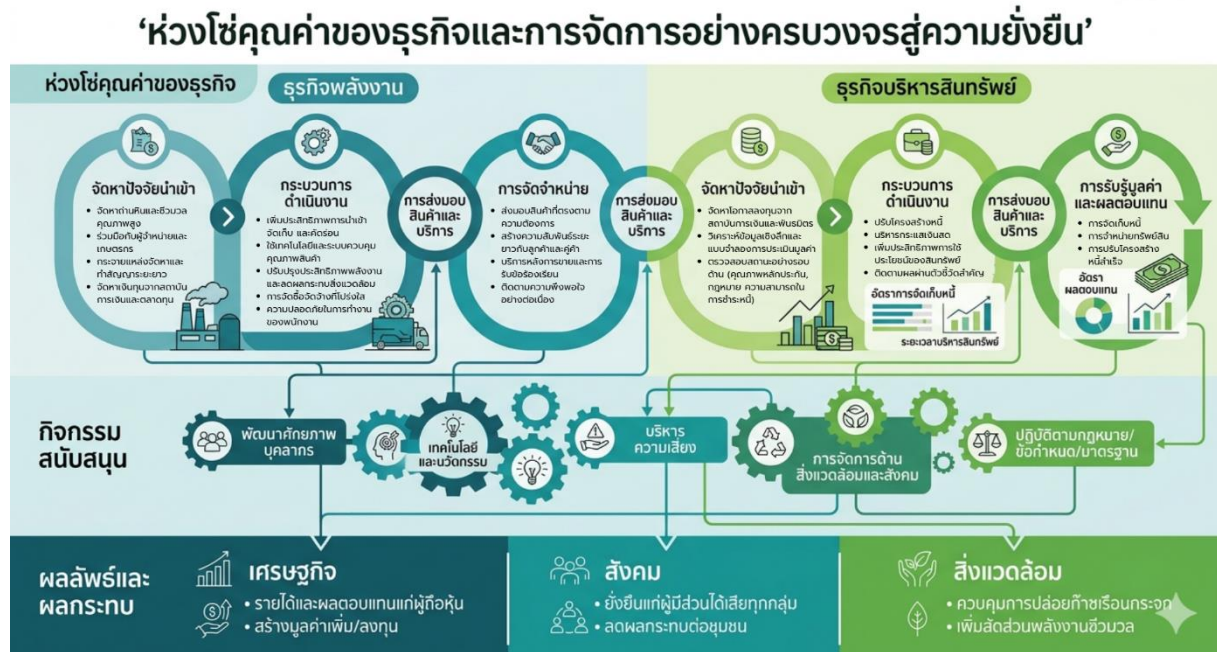 ‘ห่วงโซ่คุณค่าของธุรกิจและการจัดการอย่างครบวงจรสู่ความยั่งยืน’
ห่วงโซ่คุณค่าของธุรกิจ
ธุรกิจพลังงาน
ธุรกิจบริหารสินทรัพย์
จัดหาปัจจัยนำเข้า
• จัดหาถ่านหินและชีวมวล
คุณภาพสูง
• ร่วมมือกับผู้จำหน่ายและ
เกษตรกร
• กระจายแหล่งจัดหาและ
ทำสัญญาระยะยาว
• จัดหาเงินทุนจากสถาบัน
การเงินและตลาดทุน
กระบวนการ
ดำเนินงาน
• เพิ่มประสิทธิภาพการนำเข้า
จัดเก็บ และคัดร่อน
• ใช้เทคโนโลยีและระบบควบคุม
คุณภาพสินค้า
• ปรับปรุงประสิทธิภาพพลังงาน
และลดผลกระทบสิ่งแวดล้อม
• การจัดซื้อจัดจ้างที่โปร่งใส
• ความปลอดภัยในการทำงาน
ของพนักงาน
การส่งมอบ
สินค้าและ
บริการ
การจัดจำหน่าย
• ส่งมอบสินค้าที่ตรงตาม
ความต้องการ
• สร้างความสัมพันธ์ระยะ
ยาวกับลูกค้าและคู่ค้า
• บริการหลังการขายและการ
รับข้อร้องเรียน
• ติดตามความพึงพอใจ
อย่างต่อเนื่อง
การส่งมอบ
สินค้าและ
บริการ
จัดหาปัจจัยนำเข้า
• จัดหาโอกาสลงทุนจาก
สถาบันการเงินและพันธมิตร
• วิเคราะห์ข้อมูลเชิงลึกและ
แบบจำลองการประเมินมูลค่า
• ตรวจสอบสถานะอย่างรอบ
ด้าน (คุณภาพหลักประกัน,
กฎหมาย ความสามารถใน
การชำระหนี้)
กระบวนการ
ดำเนินงาน
• ปรับโครงสร้างหนี้
• บริหารกระแสเงินสด
• เพิ่มประสิทธิภาพการใช้
ประโยชน์ของสินทรัพย์
• ติดตามผลผ่านตัวชี้วัดสำคัญ
อัตราการจัดเก็บหนี้
ระยะเวลาบริหารสินทรัพย์
การส่งมอบ
สินค้าและ
บริการ
การรับรู้มูลค่า
และผลตอบแทน
• การจัดเก็บหนี้
• การจำหน่ายทรัพย์สิน
• การปรับโครงสร้าง
หนี้สำเร็จ
อัตรา
ผลตอบแทน
กิจกรรม
สนับสนุน
พัฒนาศักยภาพ
บุคลากร
เทคโนโลยี
และนวัตกรรม
บริหาร
ความเสี่ยง
การจัดการด้าน
สิ่งแวดล้อมและสังคม
ปฏิบัติตามกฎหมาย/
ข้อกำหนด/มาตรฐาน
ผลลัพธ์และ
ผลกระทบ
เศรษฐกิจ
• รายได้และผลตอบแทนแก่ผู้ถือหุ้น
• สร้างมูลค่าเพิ่ม/ลงทุน
สังคม
• ยั่งยืนแก่ผู้มีส่วนได้เสียทุกกลุ่ม
• ลดผลกระทบต่อชุมชน
สิ่งแวดล้อม
• ควบคุมการปล่อยก๊าซเรือนกระจก
• เพิ่มสัดส่วนพลังงานชีวมวล